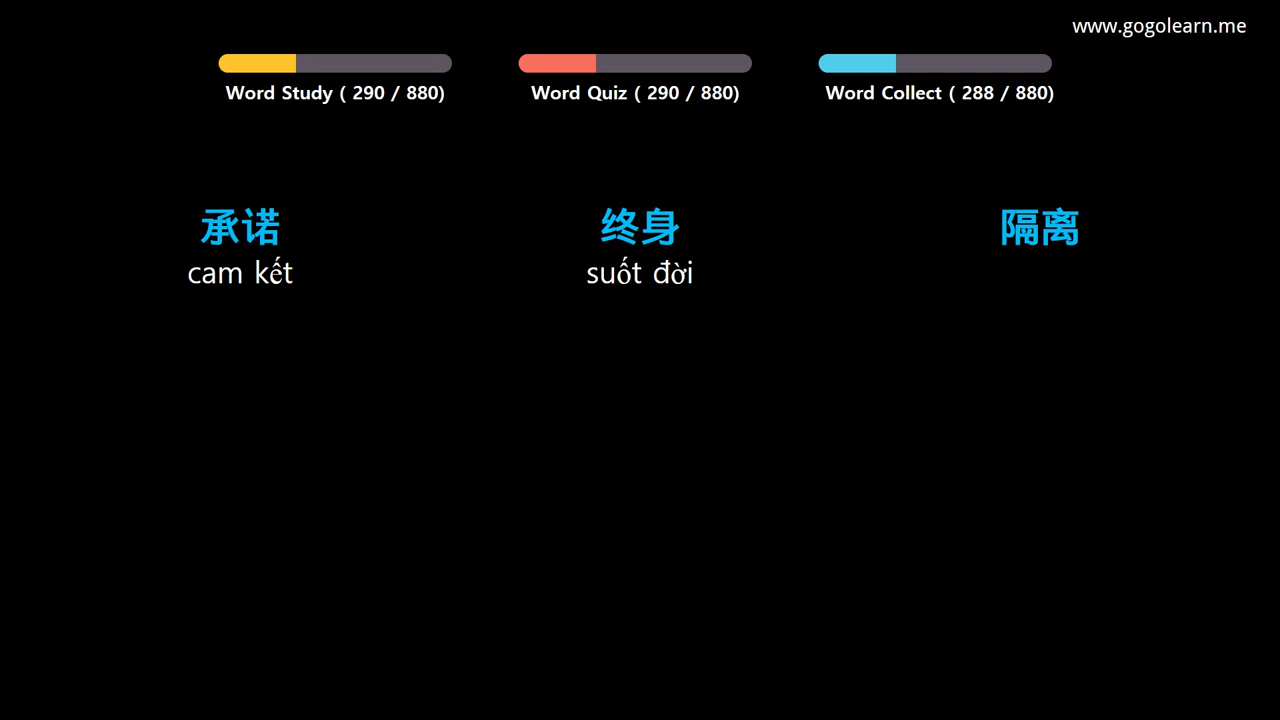 www.gogolearn.me
Word Study ( 290 / 880)
Word Quiz ( 290 / 880)
Word Collect ( 288 / 880)
承诺
终身
隔离
cam kết
suốt đời